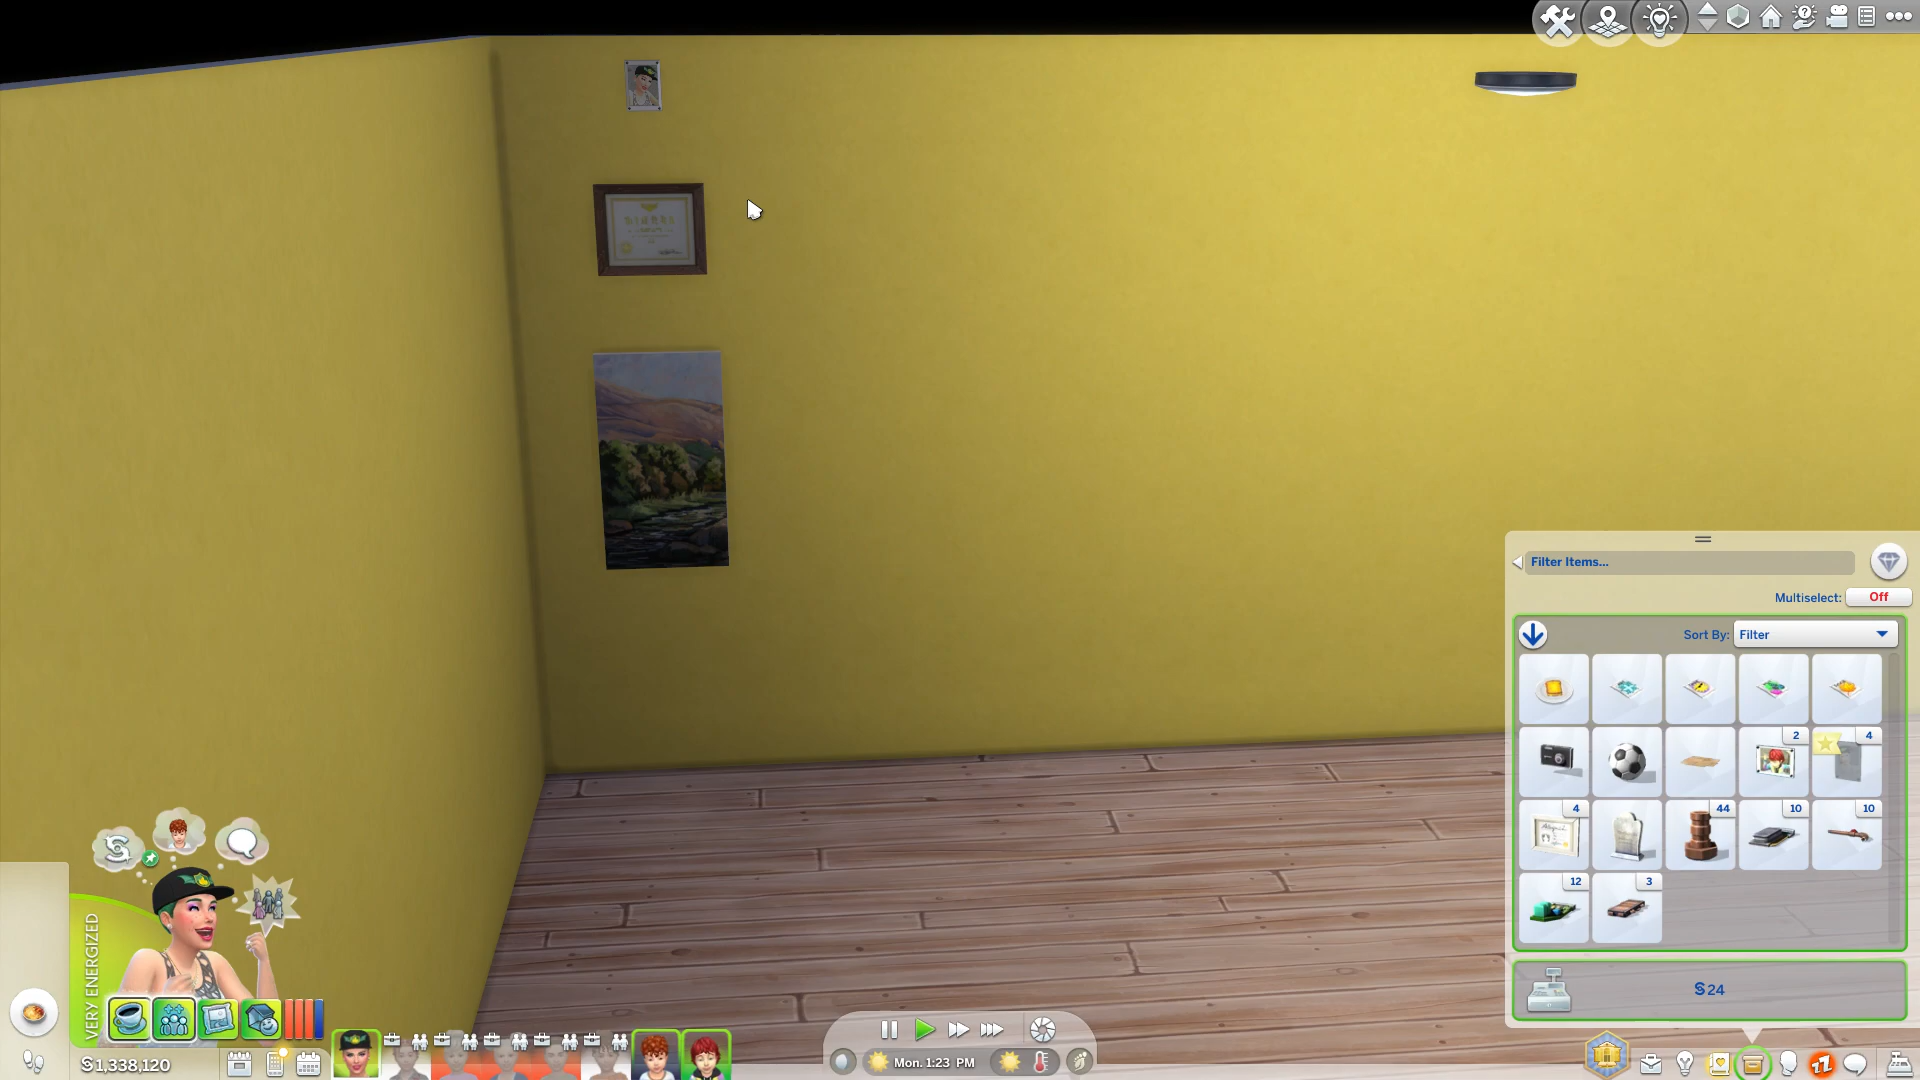 Filter Items...
Multiselect: Off
Sort By: Filter
2
4
4
44
10
10
12
3
§24
VERY ENERGIZED
§1,338,120
Mon. 1:23 PM